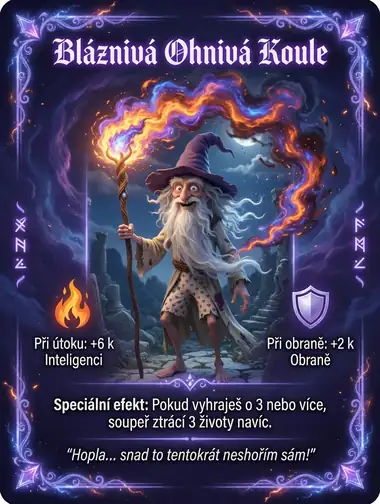 Bláznivá Ohnivá Koule
Při útoku: +6 k
Inteligenci
Při obraně: +2 k
Obraně
Speciální efekt: Pokud vyhraješ o 3 nebo více,
soupeř ztrácí 3 životy navíc.
“Hopla... snad to tentokrát neshořím sám!”